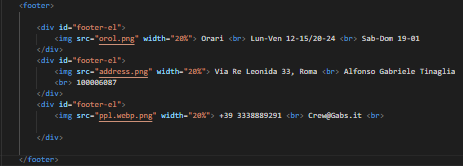 <footer>
<div id="footer-el">
<img src="orol.png" width="20%"> Orari <br> Lun-Ven 12-15/20-24 <br> Sab-Dom 19-01
</div>
<div id="footer-el">
<img src="address.png" width="20%"> Via Re Leonida 33, Roma <br> Alfonso Gabriele Tinaglia
<br> 100006087
</div>
<div id="footer-el">
<img src="ppl.webp.png" width="20%"> +39 3338889291 <br> Crew@Gabs.it <br>
</div>
</footer>